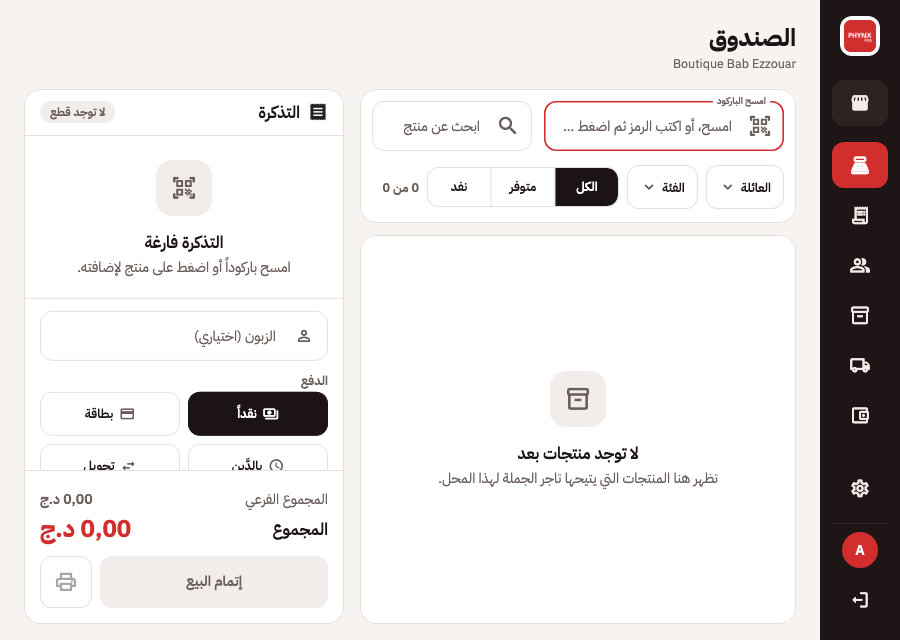 PHYNX
POS
الصندوق
Boutique Bab Ezzouar
امسح الباركود
امسح، أو اكتب الرمز ثم اضغط ...
ابحث عن منتج
العائلة
الفئة
الكل
متوفر
نفد
0 من 0
لا توجد منتجات بعد
تظهر هنا المنتجات التي يتيحها تاجر الجملة لهذا المحل.
التذكرة
لا توجد قطع
التذكرة فارغة
امسح باركوداً أو اضغط على منتج لإضافته.
الزبون (اختياري)
الدفع
نقداً
بطاقة
بالدَّين
تحويل
المجموع الفرعي
0,00 د.ج
المجموع
0,00 د.ج
إتمام البيع
A